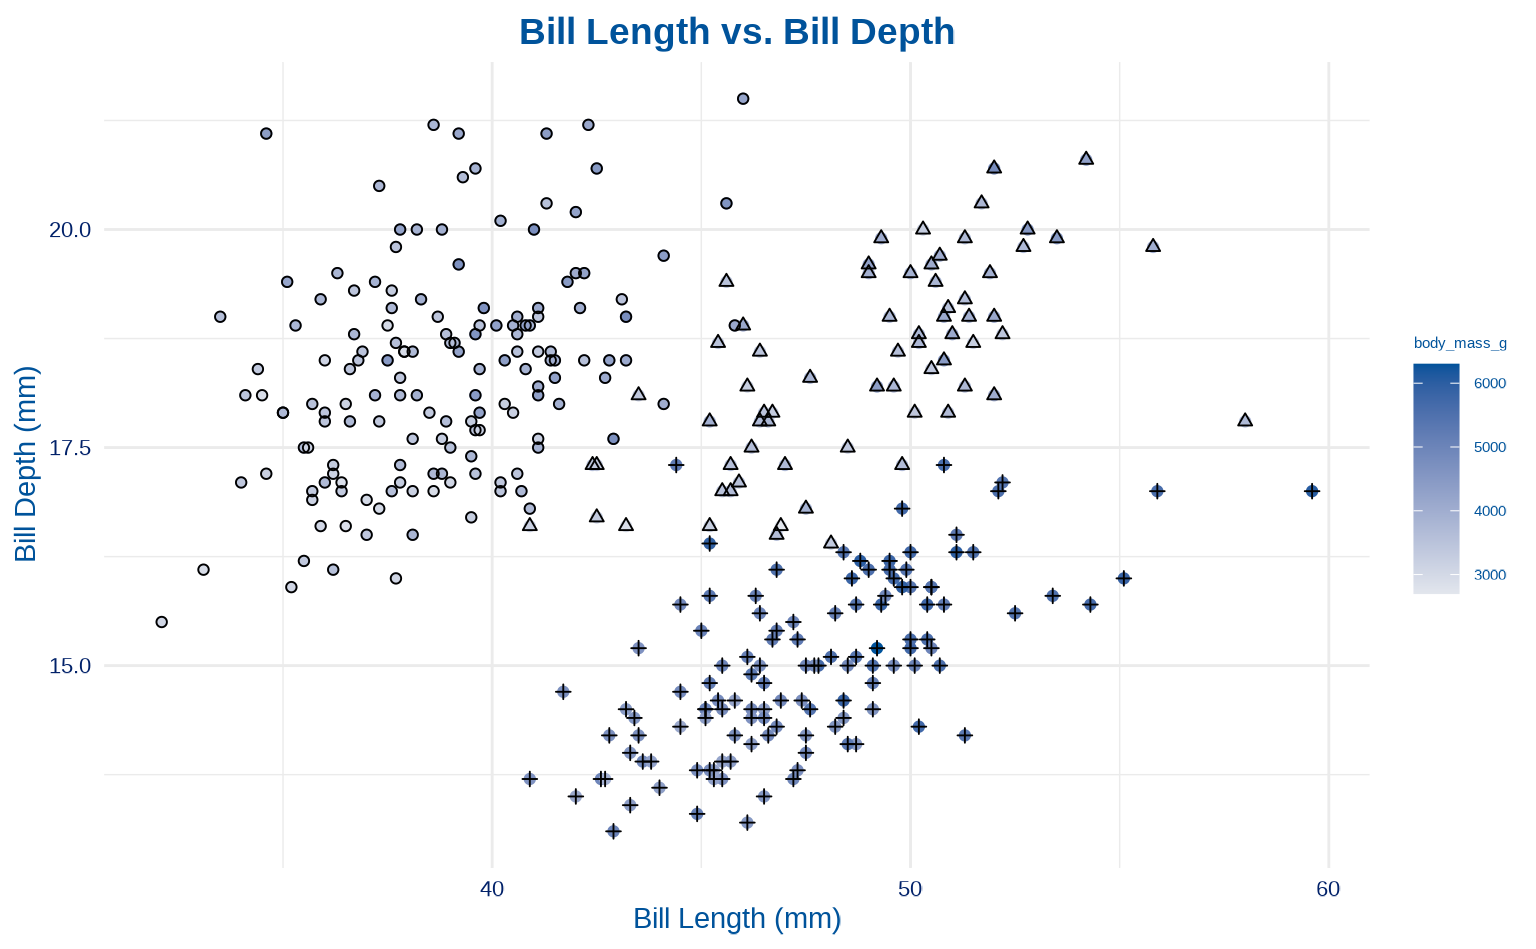 Bill Length vs. Bill Depth
Bill Depth (mm)
20.0
17.5
15.0
40
50
60
Bill Length (mm)
body_mass_g
6000
5000
4000
3000